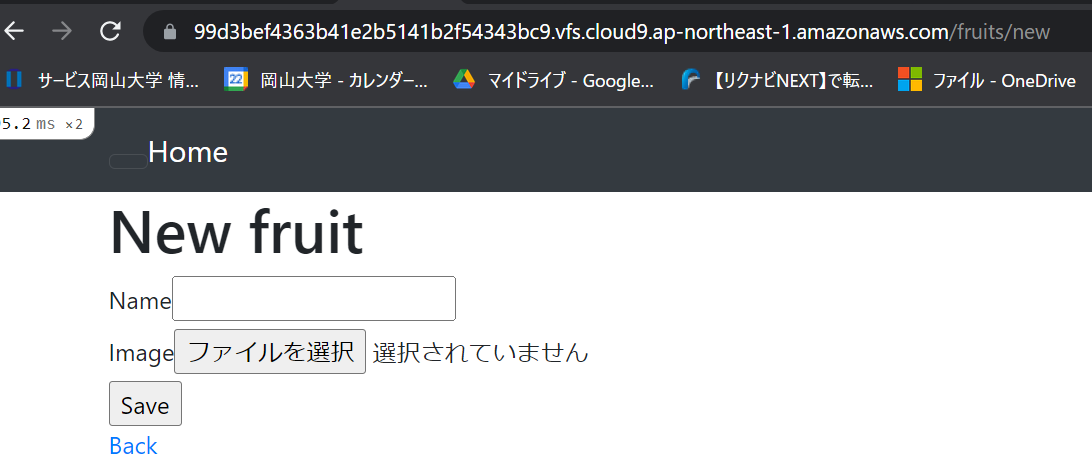 99d3bef4363b41e2b5141b2f54343bc9.vfs.cloud9.ap-northeast-1.amazonaws.com/fruits/new
サービス岡山大学 情... 岡山大学 - カレンダー... マイドライブ - Google... 【リクナビNEXT】で転... ファイル - OneDrive
22
5.2 ms ×2
Home
New fruit
Name
Image ファイルを選択 選択されていません
Save
Back